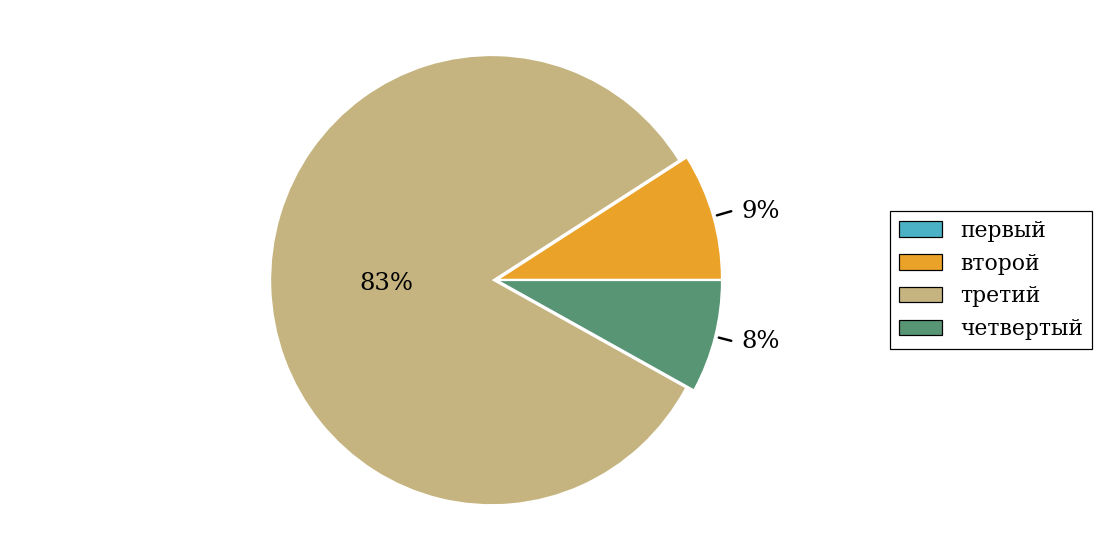 9%
83%
8%
первый
второй
третий
четвертый